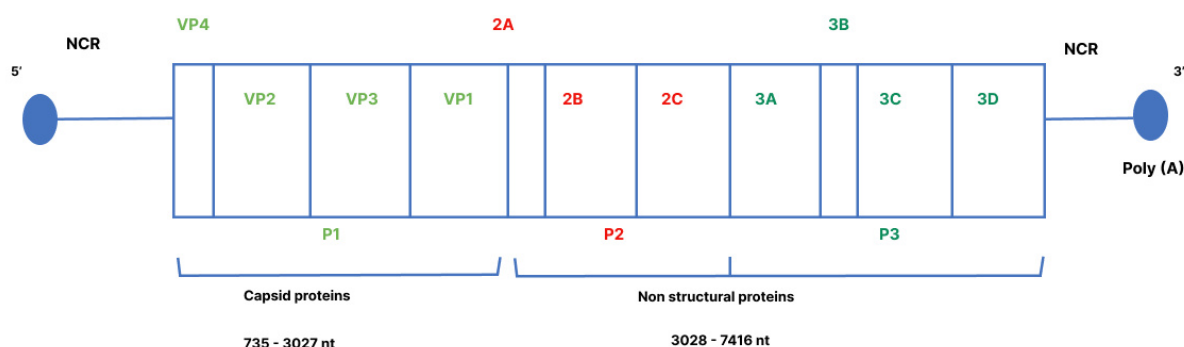 VP4 2A 3B
NCR NCR
5' 3'
VP2 VP3 VP1 2B 2C 3A 3C 3D
Poly (A)
P1 P2 P3
Capsid proteins Non structural proteins
735 - 3027 nt 3028 - 7416 nt